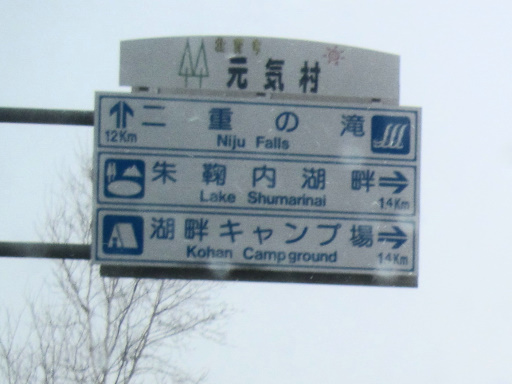 元気村
二重の滝
12Km
Niju Falls
朱鞠内湖畔
Lake Shumarinai
14Km
湖畔キャンプ場
Kohan Campground
14Km